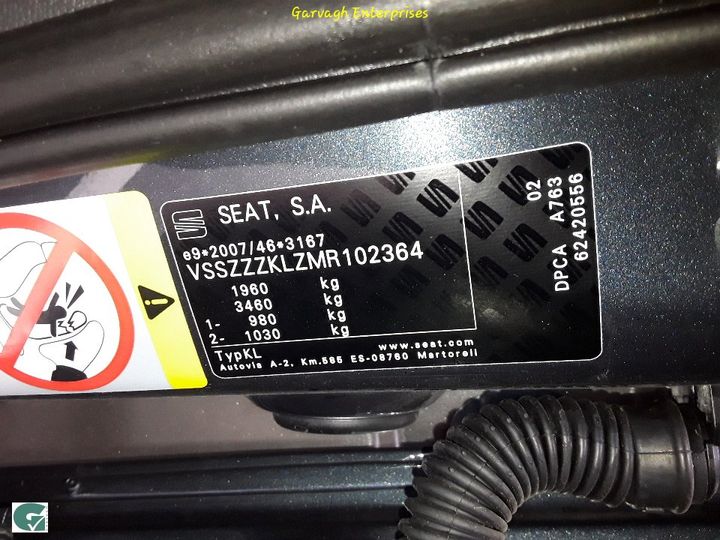 Garvagh Enterprises
SEAT, S.A.
e9*2007/46*3167
VSSZZZKLZMR102364
1960 kg
3460 kg
1- 980 kg
2- 1030 kg
TypKL
www.seat.com
Autovia A-2, Km.585 ES-08760 Martorell
02
DPCA A763
62420556